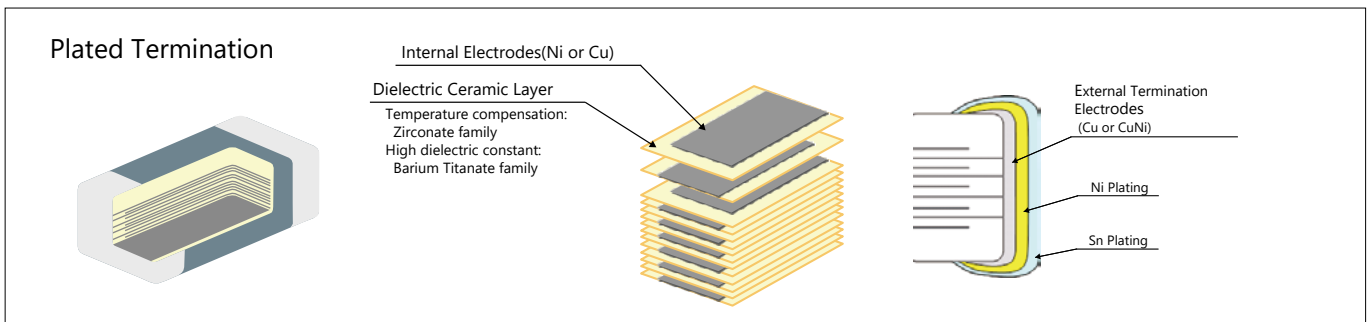 Plated Termination
Internal Electrodes(Ni or Cu)
Dielectric Ceramic Layer
Temperature compensation:
Zirconate family
High dielectric constant:
Barium Titanate family
External Termination
Electrodes
(Cu or CuNi)
Ni Plating
Sn Plating